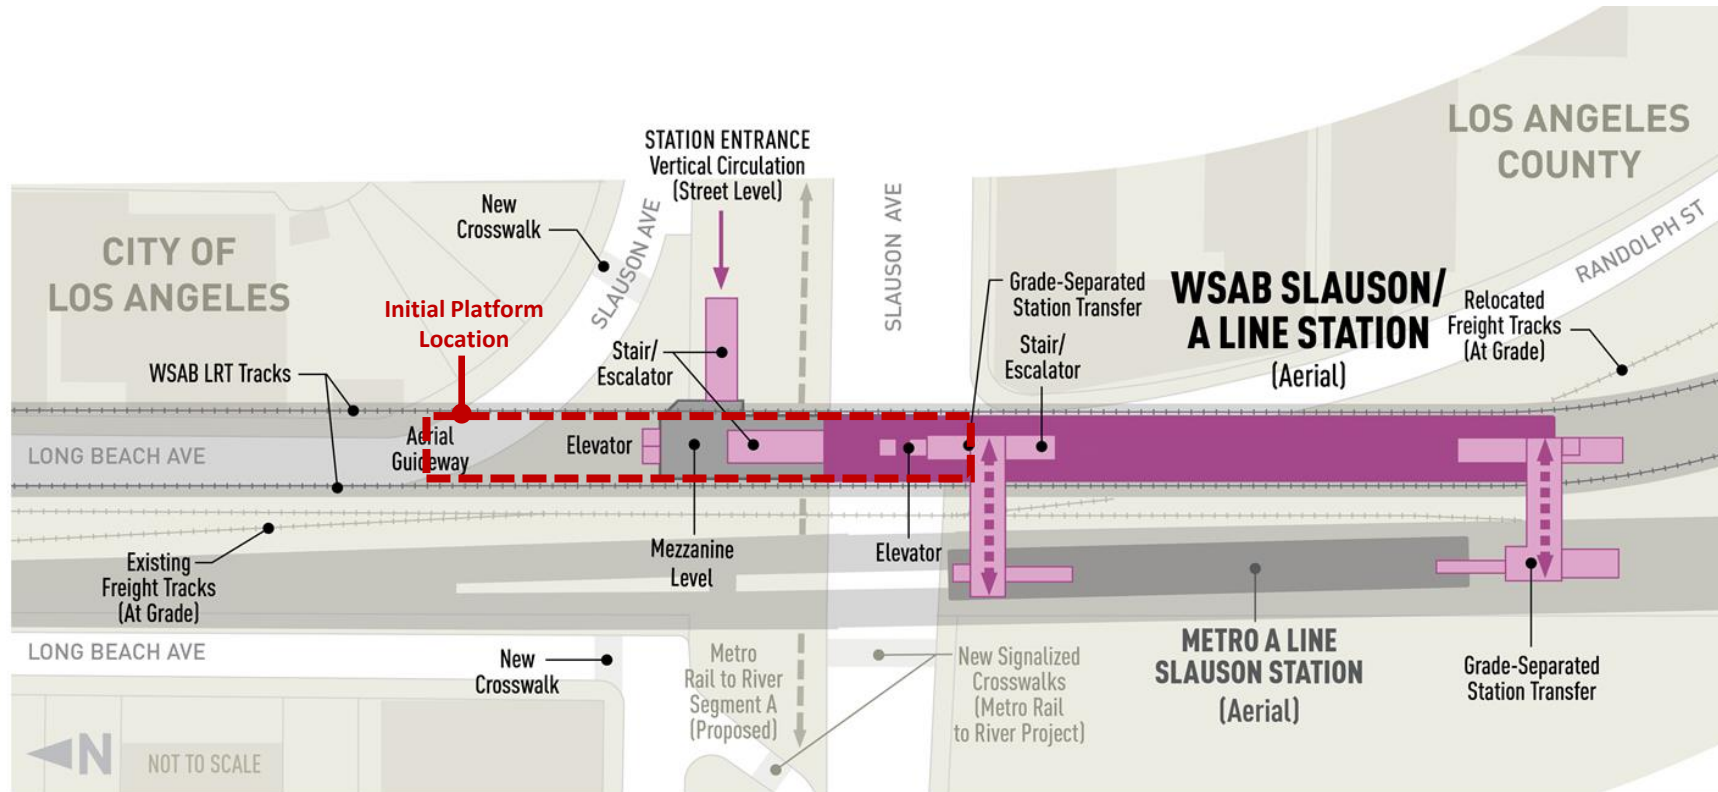 LOS ANGELES
COUNTY
STATION ENTRANCE
Vertical Circulation
(Street Level)
New
Crosswalk
SLAUSON AVE
SLAUSON AVE
RANDOLPH ST
CITY OF
LOS ANGELES
Initial Platform
Location
Grade-Separated
Station Transfer
WSAB SLAUSON/
A LINE STATION
(Aerial)
Relocated
Freight Tracks
(At Grade)
Stair/
Escalator
Stair/
Escalator
WSAB LRT Tracks
Aerial
Guideway
Elevator
LONG BEACH AVE
Existing
Freight Tracks
(At Grade)
Mezzanine
Level
Elevator
LONG BEACH AVE
New
Crosswalk
Metro
Rail to River
Segment A
(Proposed)
New Signalized
Crosswalks
(Metro Rail
to River Project)
METRO A LINE
SLAUSON STATION
(Aerial)
Grade-Separated
Station Transfer
N
NOT TO SCALE